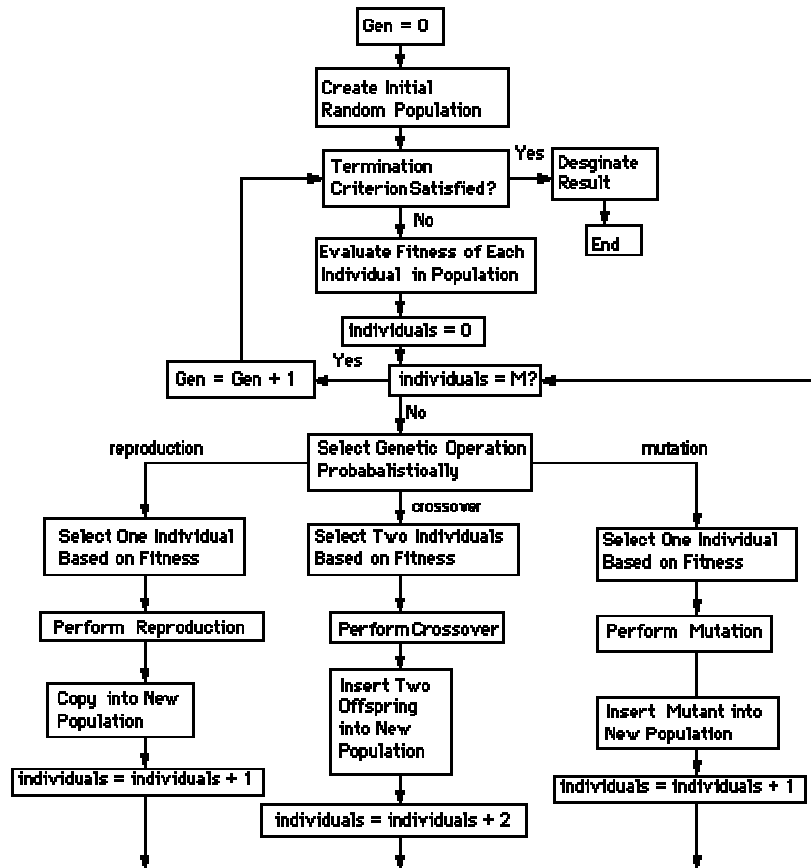 Gen = 0
Create Initial
Random Population
Termination
Criterion Satisfied?
Yes
Desginate
Result
No
End
Evaluate Fitness of Each
Individual in Population
individuals = 0
Yes
Gen = Gen + 1
individuals = M?
No
reproduction
Select Genetic Operation
Probabalistically
mutation
crossover
Select One Individual
Based on Fitness
Select Two Individuals
Based on Fitness
Select One Individual
Based on Fitness
Perform Reproduction
Perform Crossover
Perform Mutation
Copy into New
Population
Insert Two
Offspring
into New
Population
Insert Mutant into
New Population
individuals = individuals + 1
individuals = individuals + 2
individuals = individuals + 1